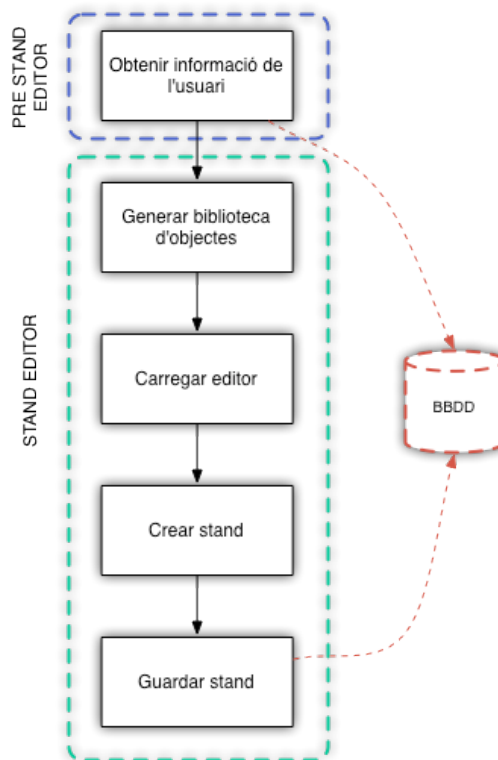 PRE STAND
EDITOR
Obtenir informació de
l'usuari
STAND EDITOR
Generar biblioteca
d'objectes
Carregar editor
BBDD
Crear stand
Guardar stand